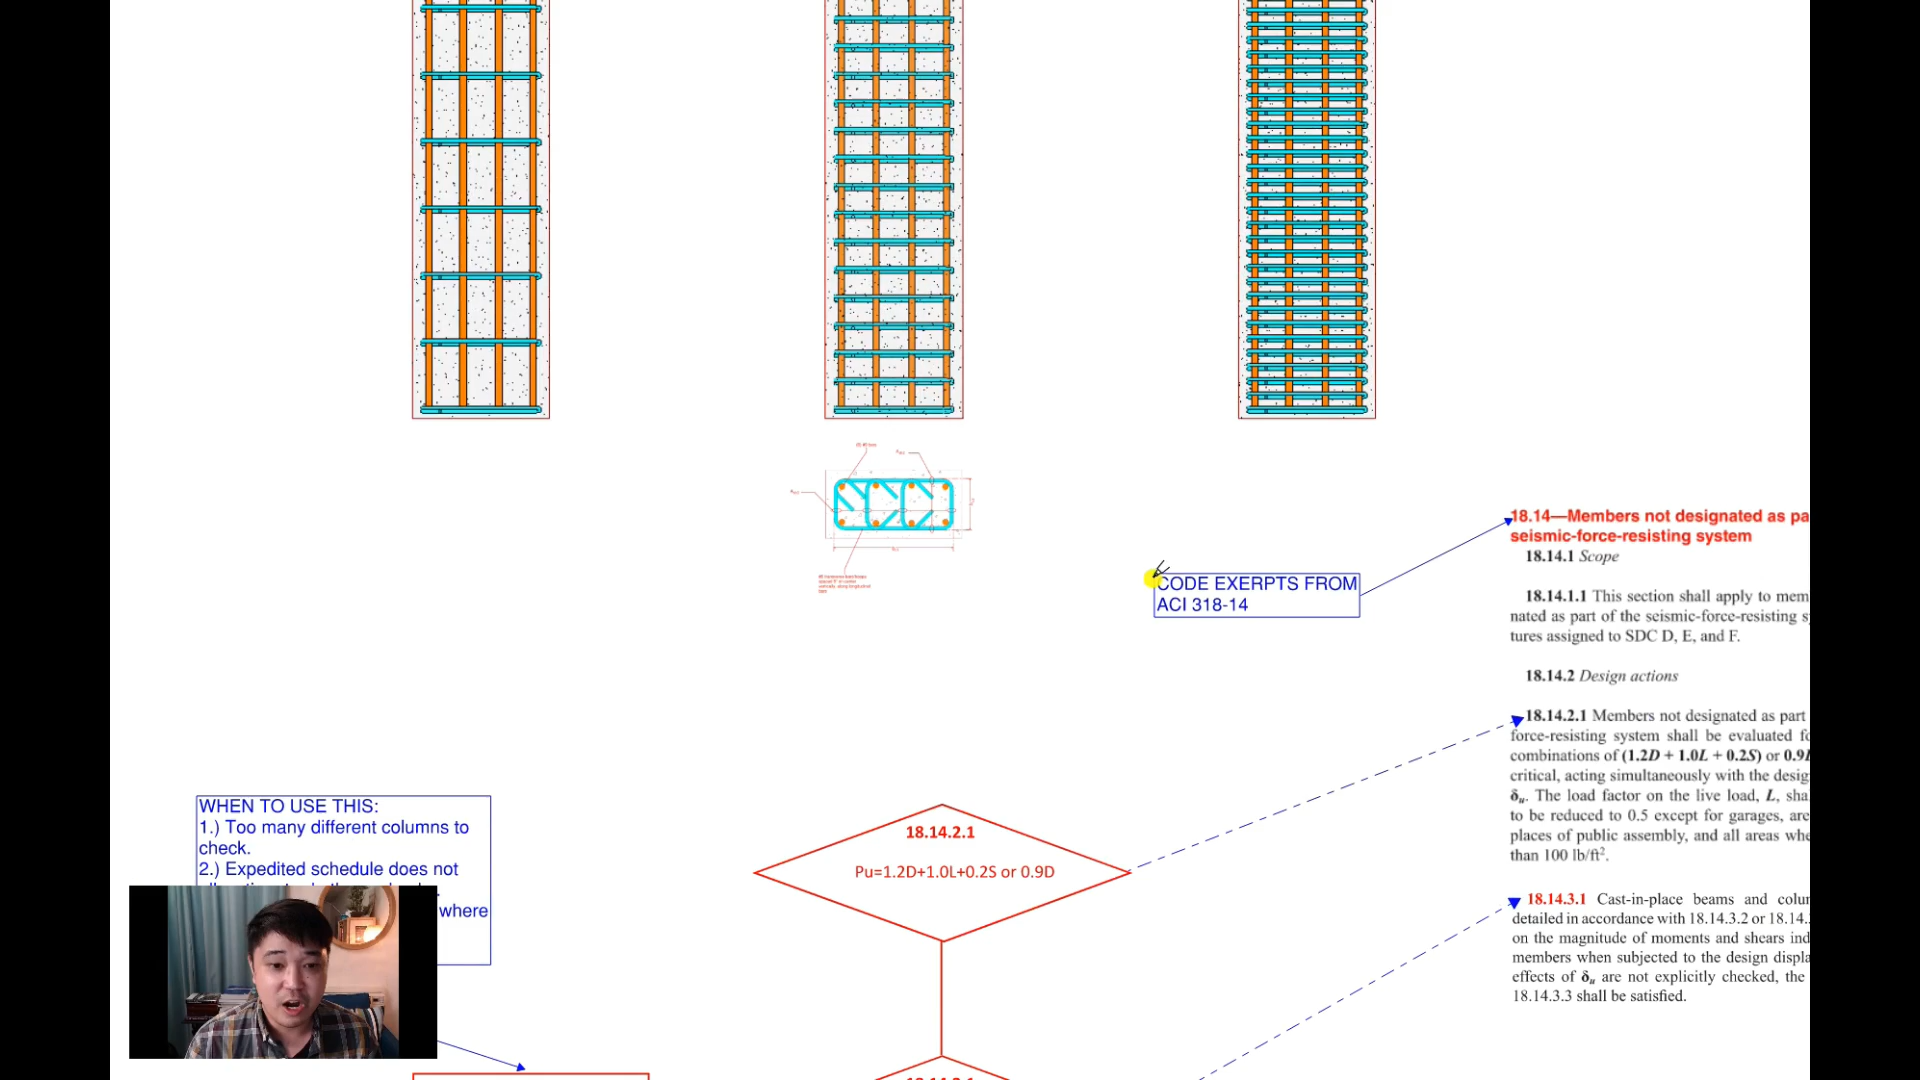 18.14—Members not designated as pa
seismic-force-resisting system
18.14.1 Scope
18.14.1.1 This section shall apply to mem
nated as part of the seismic-force-resisting s
tures assigned to SDC D, E, and F.
18.14.2 Design actions
18.14.2.1 Members not designated as part
force-resisting system shall be evaluated fo
combinations of (1.2D + 1.0L + 0.2S) or 0.9D
critical, acting simultaneously with the desig
δu. The load factor on the live load, L, sha
to be reduced to 0.5 except for garages, are
places of public assembly, and all areas whe
than 100 lb/ft².
18.14.3.1 Cast-in-place beams and colum
detailed in accordance with 18.14.3.2 or 18.14.
on the magnitude of moments and shears ind
members when subjected to the design displa
effects of δu are not explicitly checked, the
18.14.3.3 shall be satisfied.
CODE EXERPTS FROM
ACI 318-14
WHEN TO USE THIS:
1.) Too many different columns to
check.
2.) Expedited schedule does not
where
18.14.2.1
Pu=1.2D+1.0L+0.2S or 0.9D